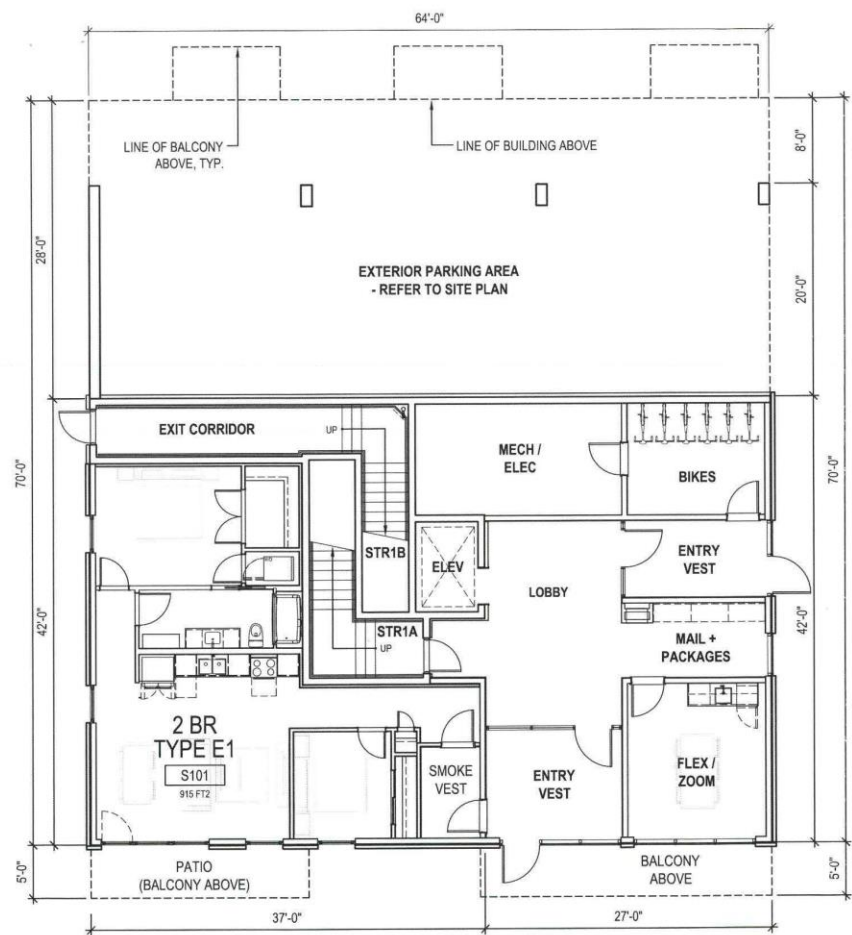 64'-0"
LINE OF BALCONY
ABOVE, TYP.
LINE OF BUILDING ABOVE
8'-0"
28'-0"
EXTERIOR PARKING AREA
- REFER TO SITE PLAN
20'-0"
EXIT CORRIDOR
UP
MECH /
ELEC
BIKES
70'-0"
70'-0"
STR1B
ELEV
ENTRY
VEST
LOBBY
42'-0"
42'-0"
STR1A
UP
MAIL +
PACKAGES
2 BR
TYPE E1
S101
915 FT2
SMOKE
VEST
ENTRY
VEST
FLEX /
ZOOM
5'-0"
PATIO
(BALCONY ABOVE)
BALCONY
ABOVE
5'-0"
37'-0"
27'-0"